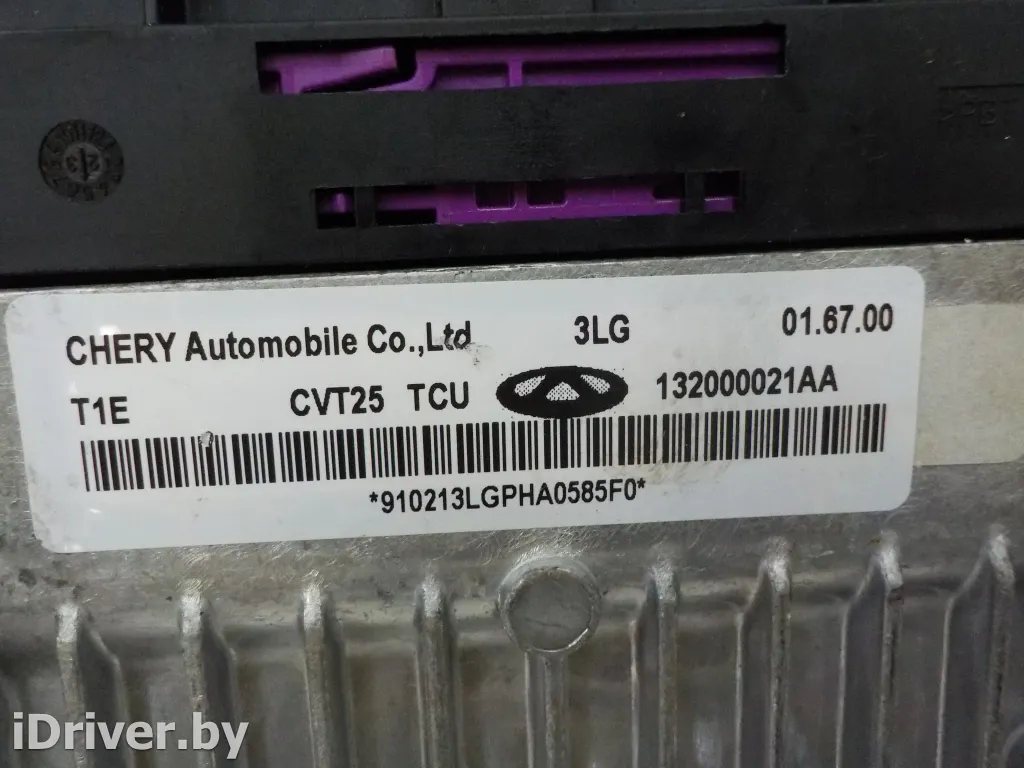 CHERY Automobile Co.,Ltd 3LG 01.67.00
T1E CVT25 TCU 132000021AA
*910213LGPHA0585F0*
iDriver.by